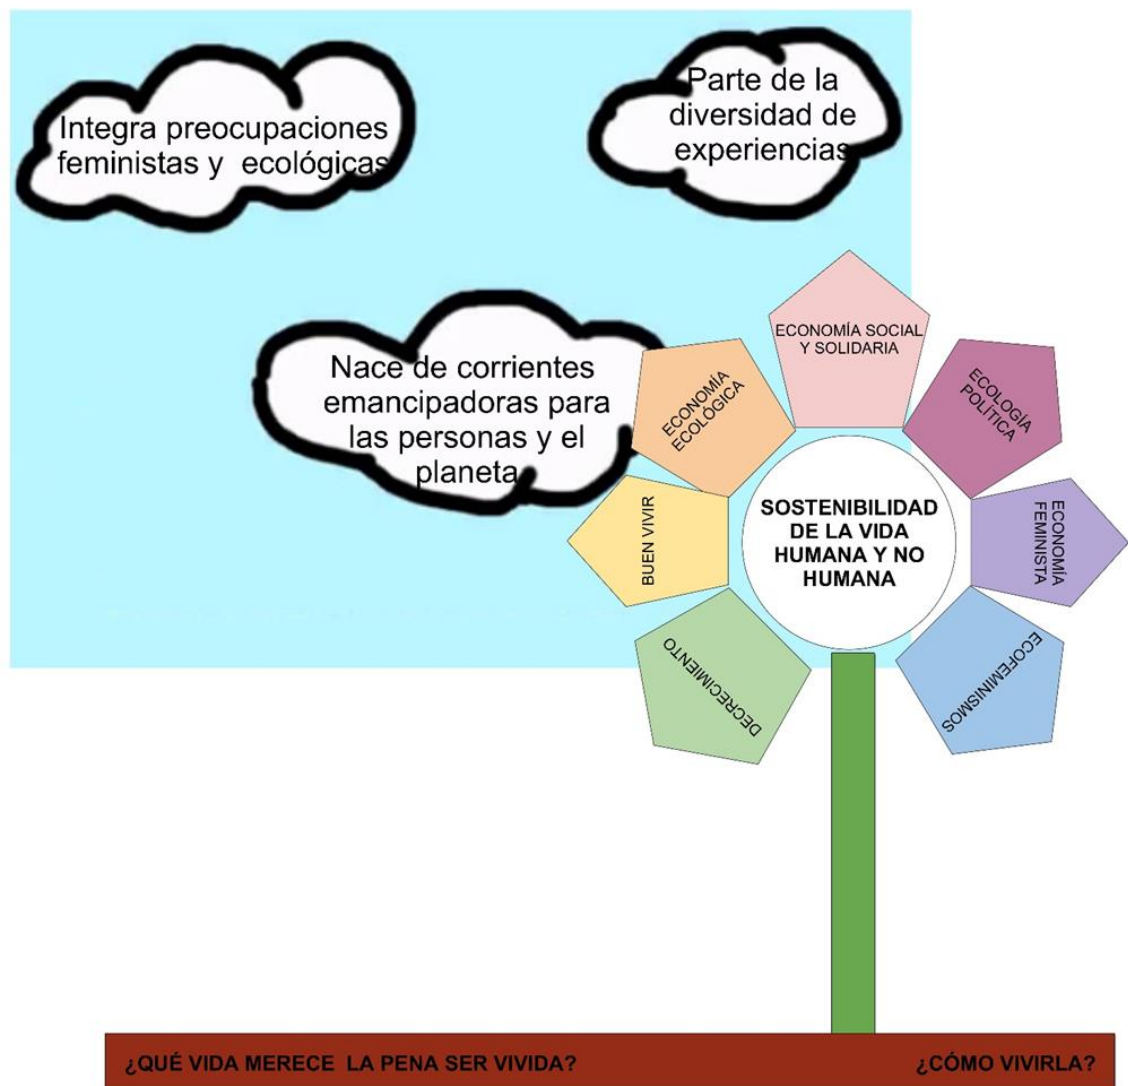 Integra preocupaciones
feministas y ecológicas
Parte de la
diversidad de
experiencias
Nace de corrientes
emancipadoras para
las personas y el
planeta
ECONOMÍA SOCIAL
Y SOLIDARIA
ECONOMÍA
ECOLÓGICA
ECOLOGÍA
POLÍTICA
BUEN VIVIR
SOSTENIBILIDAD
DE LA VIDA
HUMANA Y NO
HUMANA
ECONOMÍA
FEMINISTA
DECRECIMIENTO
ECOFEMINISMOS
¿QUÉ VIDA MERECE LA PENA SER VIVIDA?
¿CÓMO VIVIRLA?